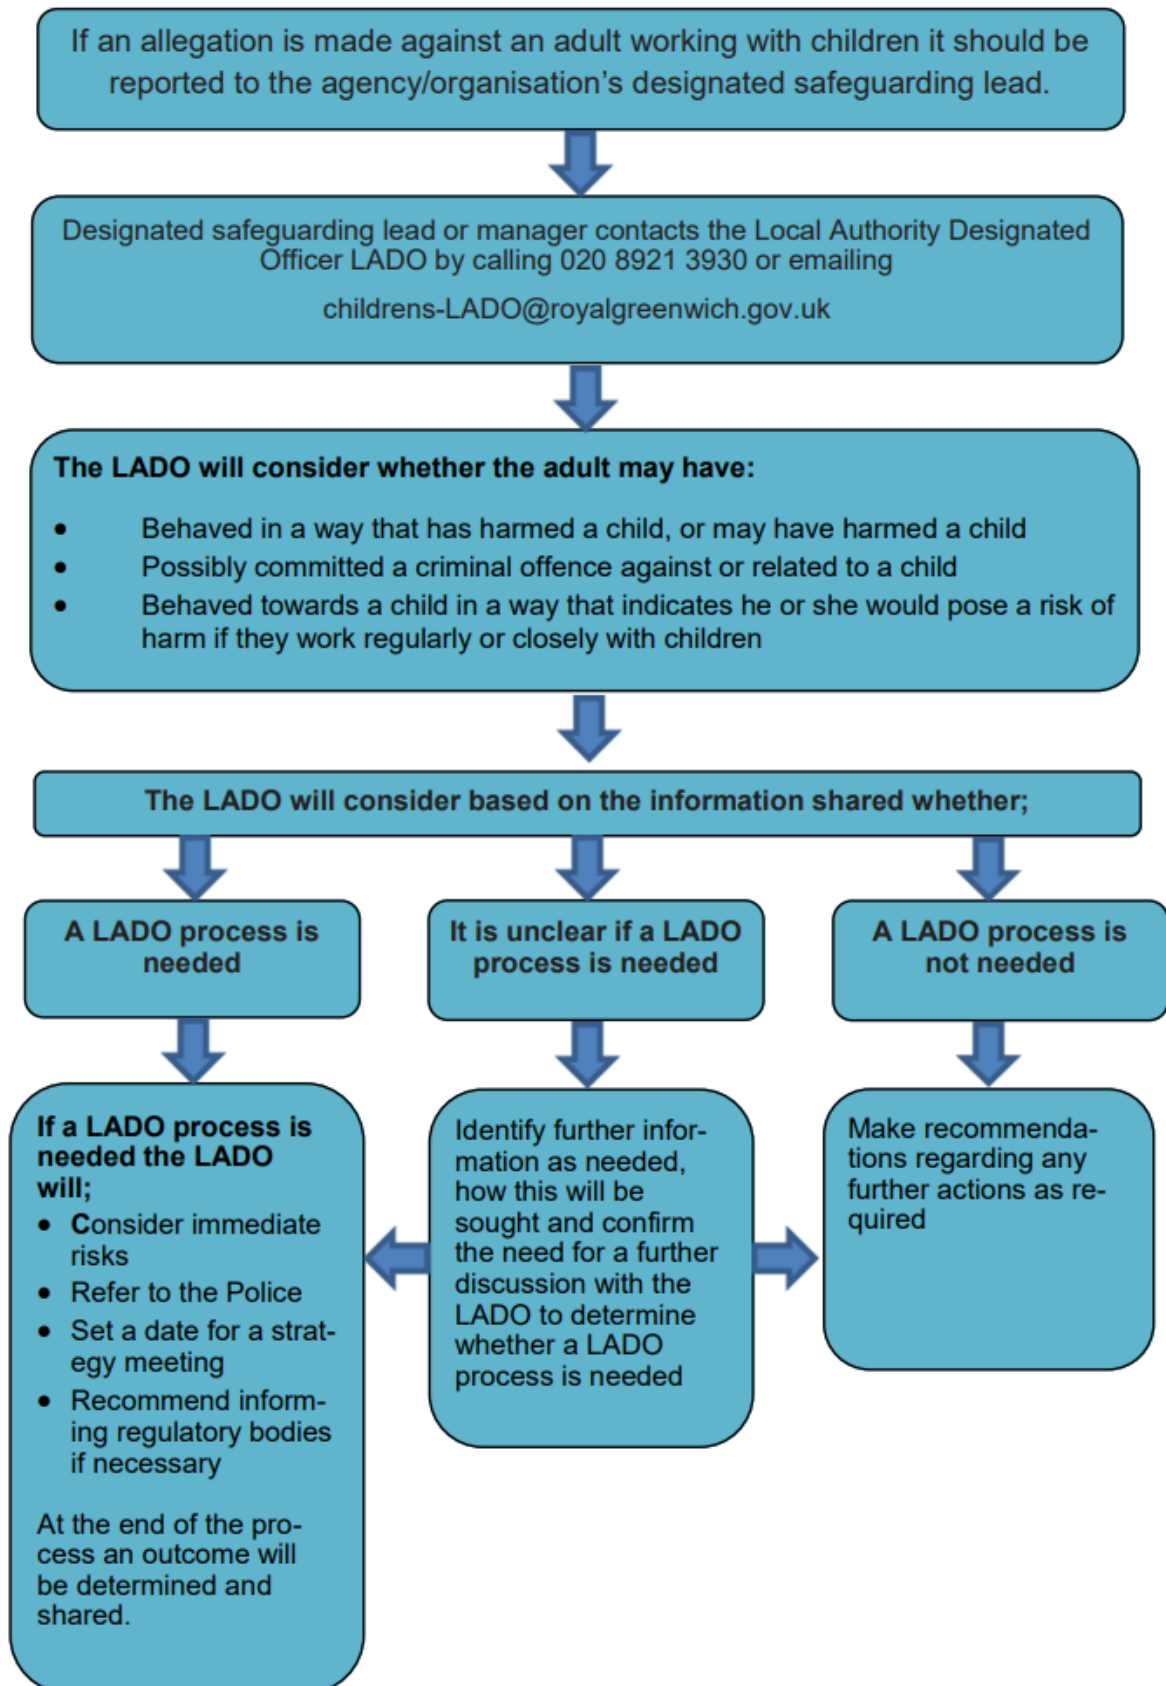 If an allegation is made against an adult working with children it should be
reported to the agency/organisation’s designated safeguarding lead.
Designated safeguarding lead or manager contacts the Local Authority Designated
Officer LADO by calling 020 8921 3930 or emailing
childrens-LADO@royalgreenwich.gov.uk
The LADO will consider whether the adult may have:
• Behaved in a way that has harmed a child, or may have harmed a child
• Possibly committed a criminal offence against or related to a child
• Behaved towards a child in a way that indicates he or she would pose a risk of
harm if they work regularly or closely with children
The LADO will consider based on the information shared whether;
A LADO process is
needed
It is unclear if a LADO
process is needed
A LADO process is
not needed
If a LADO process is
needed the LADO
will;
• Consider immediate
risks
• Refer to the Police
• Set a date for a strat-
egy meeting
• Recommend inform-
ing regulatory bodies
if necessary
At the end of the pro-
cess an outcome will
be determined and
shared.
Identify further infor-
mation as needed,
how this will be
sought and confirm
the need for a further
discussion with the
LADO to determine
whether a LADO
process is needed
Make recommenda-
tions regarding any
further actions as re-
quired